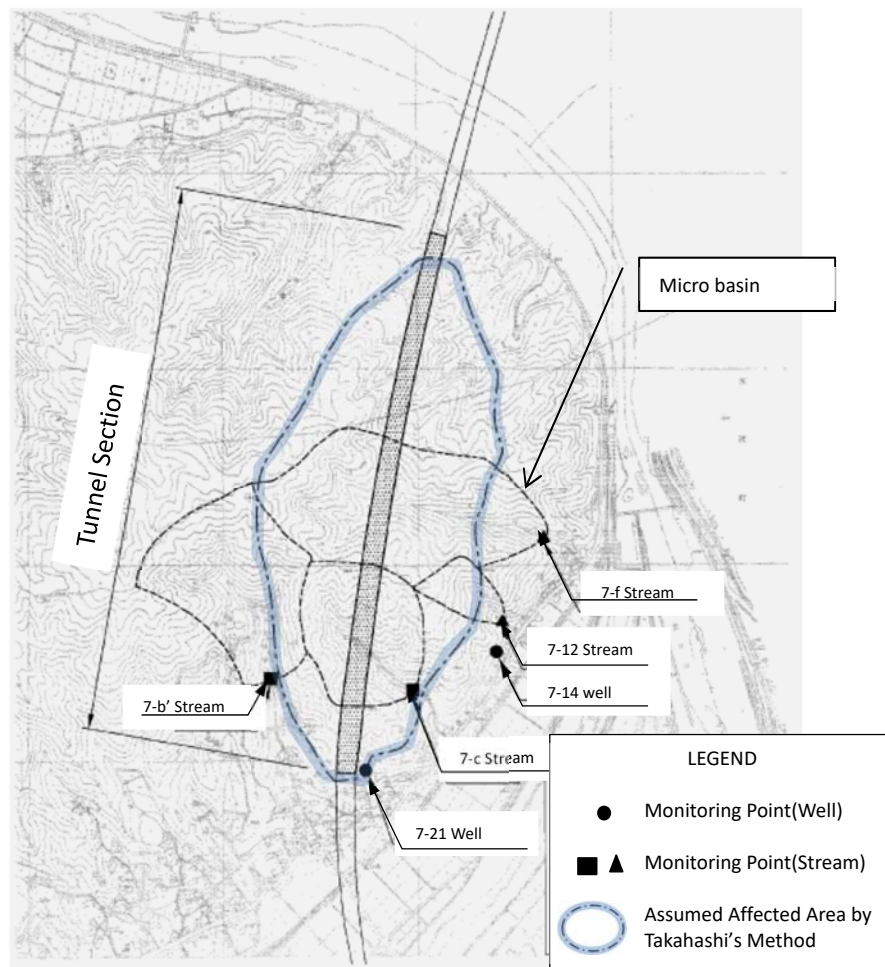 Micro basin
Tunnel Section
7-f Stream
7-12 Stream
7-14 well
7-b’ Stream
7-c Stream
7-21 Well
LEGEND
Monitoring Point(Well)
Monitoring Point(Stream)
Assumed Affected Area by
Takahashi’s Method